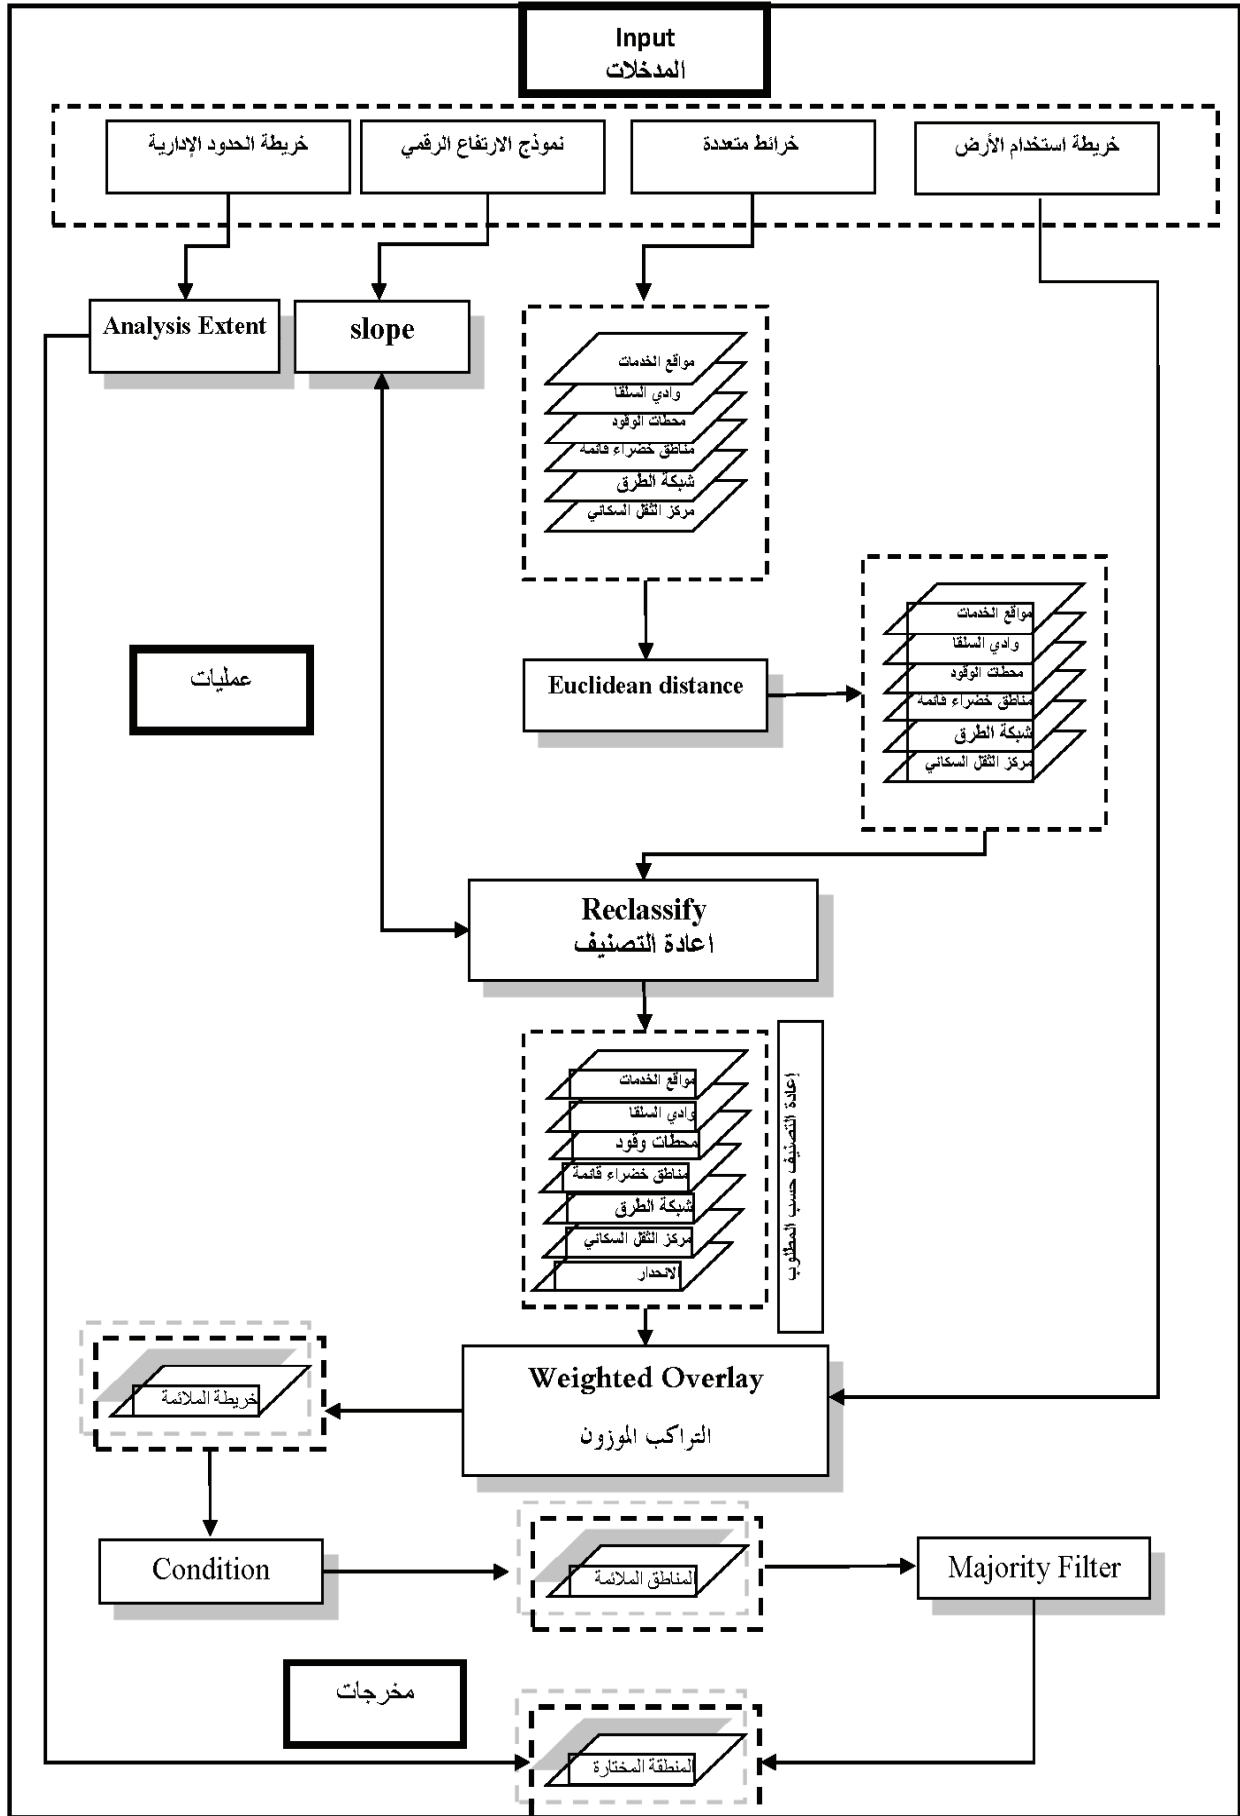 Input
المدخلات
خريطة استخدام الأرض
خرائط متعددة
نموذج الارتفاع الرقمي
خريطة الحدود الإدارية
Analysis Extent
slope
مواقع الخدمات
وادي السلقا
محطات الوقود
مناطق خضراء قائمة
شبكة الطرق
مركز الثقل السكاني
عمليات
Euclidean distance
مواقع الخدمات
وادي السلقا
محطات الوقود
مناطق خضراء قائمة
شبكة الطرق
مركز الثقل السكاني
Reclassify
اعادة التصنيف
مواقع الخدمات
وادي السلقا
محطات وقود
مناطق خضراء قائمة
شبكة الطرق
مركز الثقل السكاني
الانحدار
إعادة التصنيف حسب المطلوب
Weighted Overlay
التراكب الموزون
خريطة الملائمة
Condition
المناطق الملائمة
Majority Filter
مخرجات
المنطقة المختارة